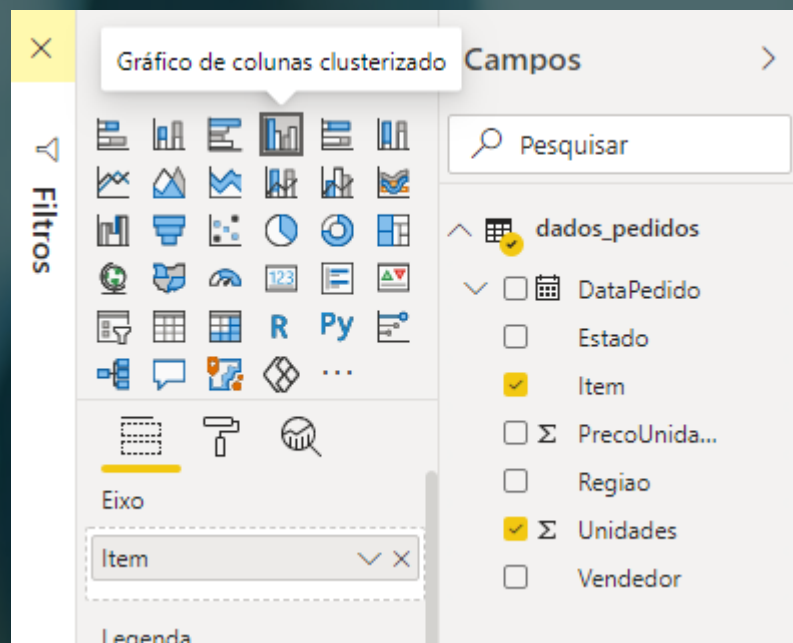 Gráfico de colunas clusterizado
Filtros
123
R
Py
Eixo
Item
Legenda
Campos
Pesquisar
dados_pedidos
DataPedido
Estado
Item
Σ PrecoUnida...
Regiao
Σ Unidades
Vendedor